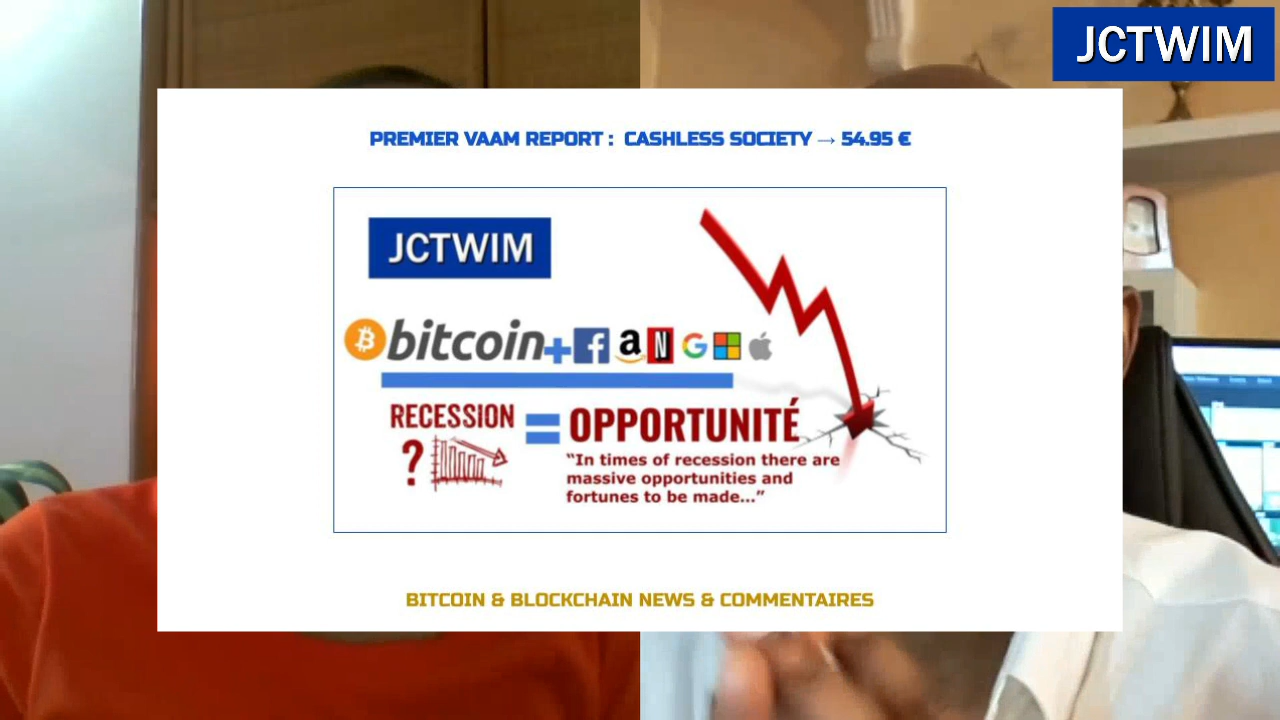 JCTWIM
PREMIER VAAM REPORT : CASHLESS SOCIETY → 54.95 €
JCTWIM
bitcoin+
RECESSION
?
= OPPORTUNITÉ
“In times of recession there are
massive opportunities and
fortunes to be made...”
BITCOIN & BLOCKCHAIN NEWS & COMMENTAIRES